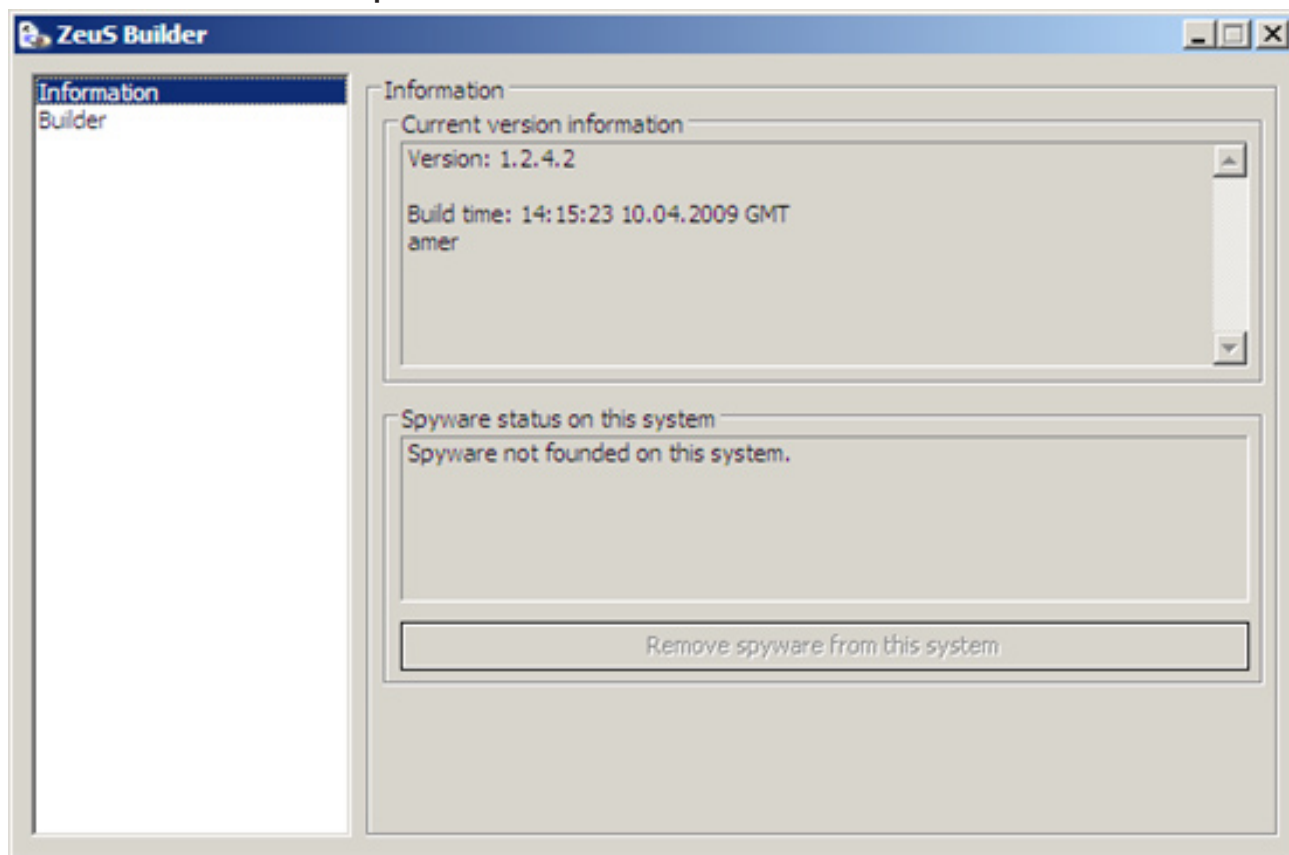 ZeuS Builder
Information
Builder
Information
Current version information
Version: 1.2.4.2
Build time: 14:15:23 10.04.2009 GMT
amer
Spyware status on this system
Spyware not founded on this system.
Remove spyware from this system